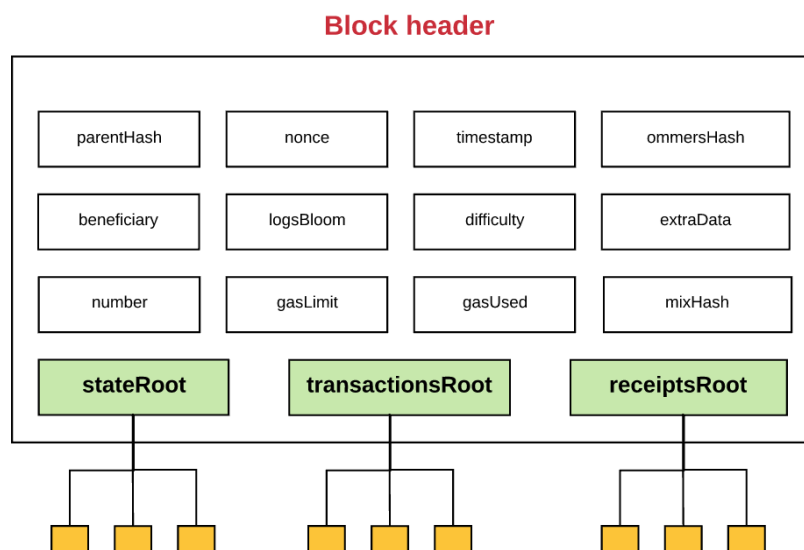 Block header
parentHash nonce timestamp ommersHash
beneficiary logsBloom difficulty extraData
number gasLimit gasUsed mixHash
stateRoot transactionsRoot receiptsRoot